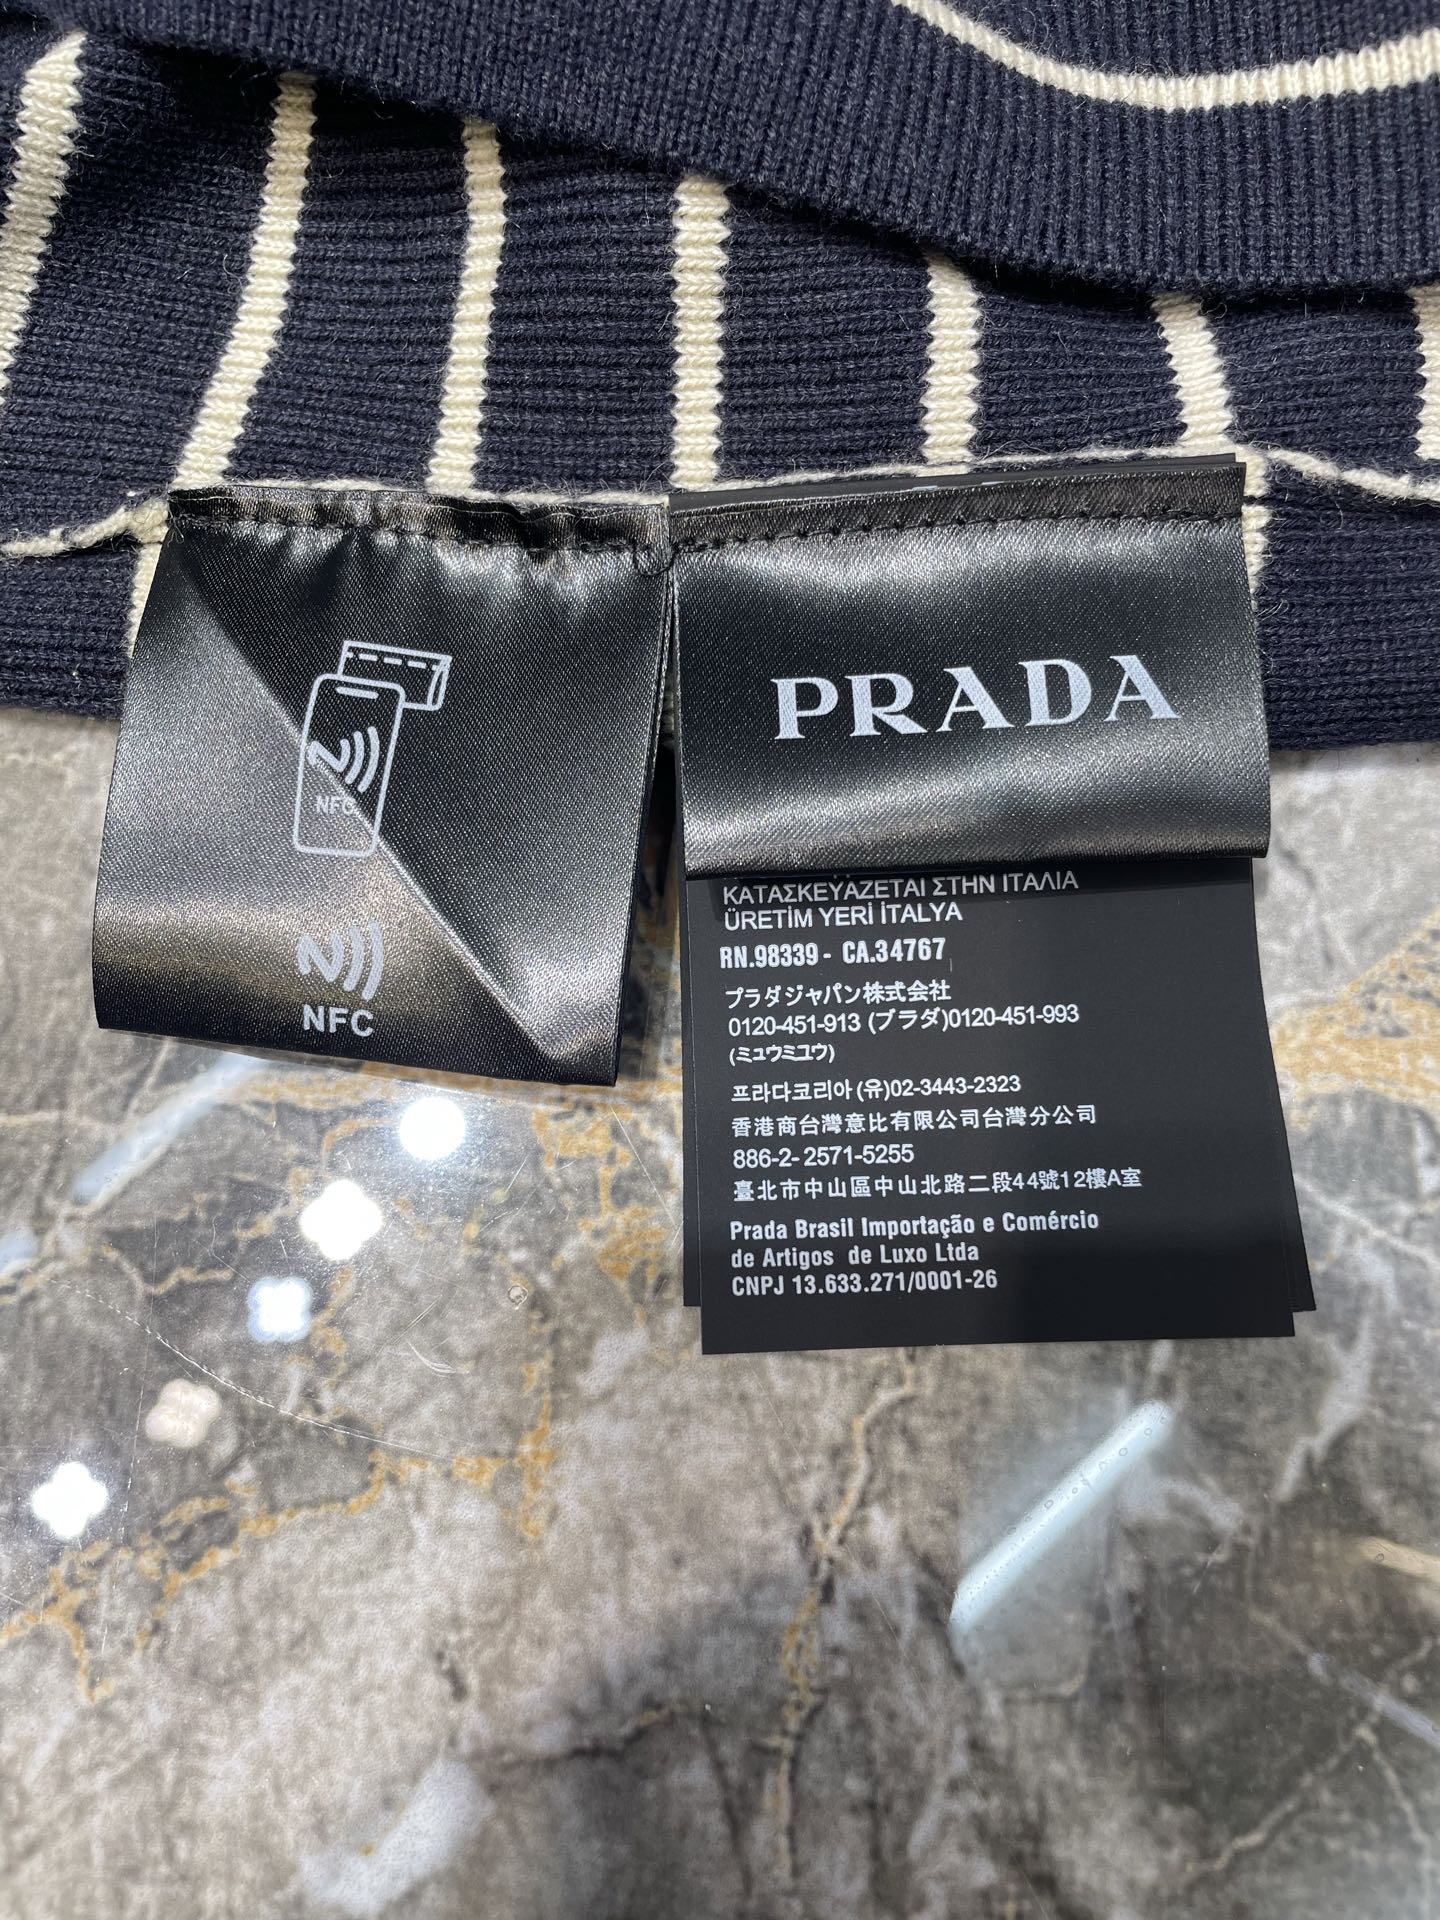 NFC
NFC
PRADA
ΚΑΤΑΣΚΕΥΑΖΕΤΑΙ ΣΤΗΝ ΙΤΑΛΙΑ
ÜRETİM YERİ İTALYA
RN.98339 - CA.34767
プラダジャパン株式会社
0120-451-913 (プラダ)0120-451-993
(ミュウミュウ)
프라다코리아 (유)02-3443-2323
香港商台灣意比有限公司台灣分公司
886-2- 2571-5255
臺北市中山區中山北路二段44號12樓A室
Prada Brasil Importação e Comércio
de Artigos de Luxo Ltda
CNPJ 13.633.271/0001-26